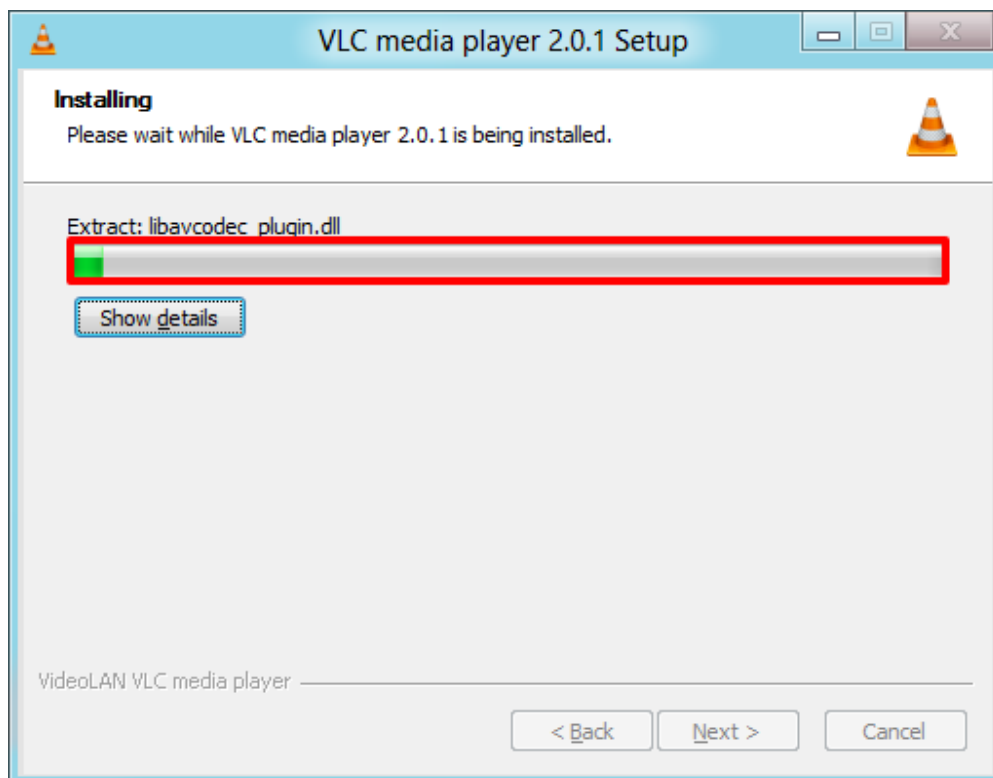 VLC media player 2.0.1 Setup
Installing
Please wait while VLC media player 2.0.1 is being installed.
Extract: libavcodec_plugin.dll
Show details
VideoLAN VLC media player
< Back Next > Cancel